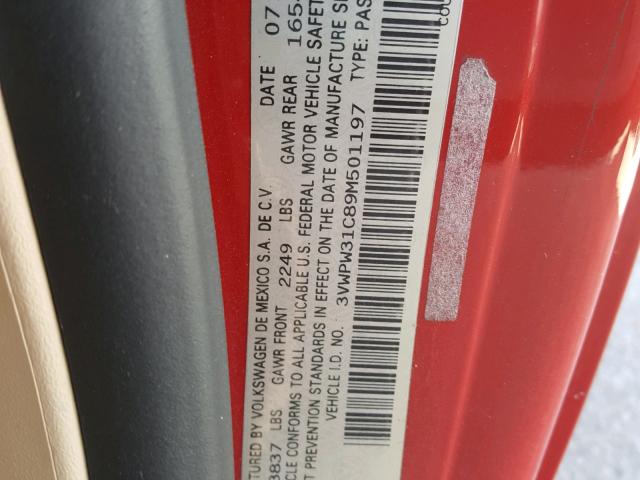 TURED BY VOLKSWAGEN DE MEXICO S.A. DE C.V. DATE 07
3837 LBS GAWR FRONT 2249 LBS GAWR REAR 165
CLE CONFORMS TO ALL APPLICABLE U.S. FEDERAL MOTOR VEHICLE SAFET
T PREVENTION STANDARDS IN EFFECT ON THE DATE OF MANUFACTURE
VEHICLE I.D. NO. 3VWPW31C89M501197 TYPE: PAS